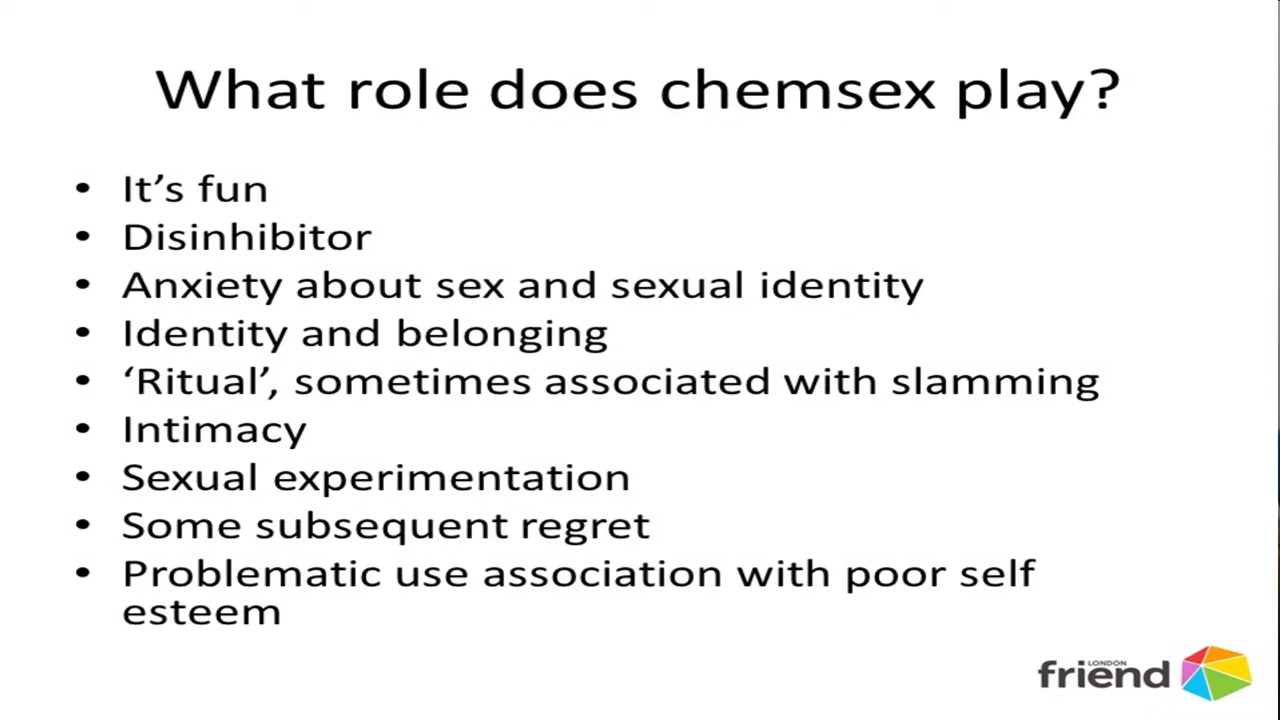 What role does chemsex play?
• It's fun
• Disinhibitor
• Anxiety about sex and sexual identity
• Identity and belonging
• ‘Ritual’, sometimes associated with slamming
• Intimacy
• Sexual experimentation
• Some subsequent regret
• Problematic use association with poor self
esteem
LONDON
friend